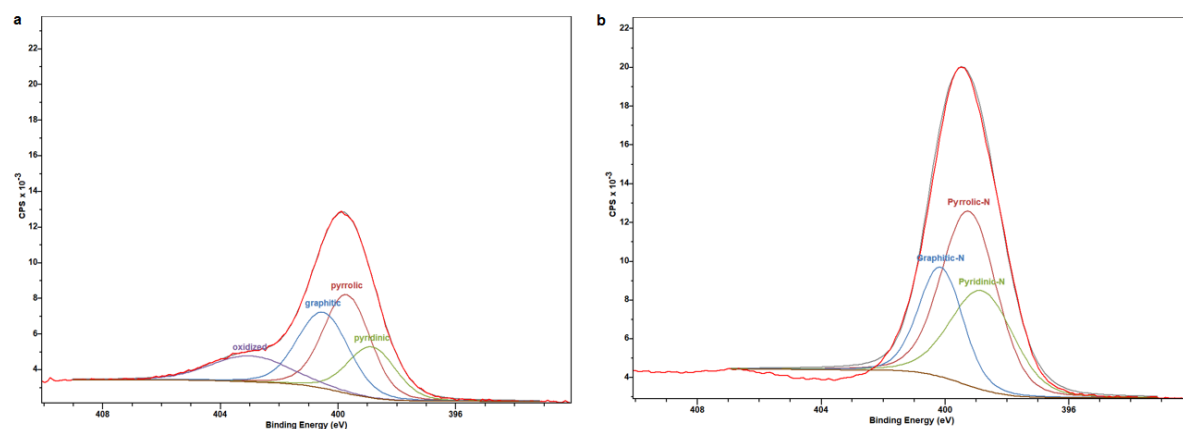 a
22
20
18
16
14
12
10
8
6
4
CPS x 10⁻³
oxidized
graphitic
pyrrolic
pyridinic
408
404
400
396
Binding Energy (eV)
b
22
20
18
16
14
12
10
8
6
4
CPS x 10⁻³
Pyrrolic-N
Graphitic-N
Pyridinic-N
408
404
400
396
Binding Energy (eV)